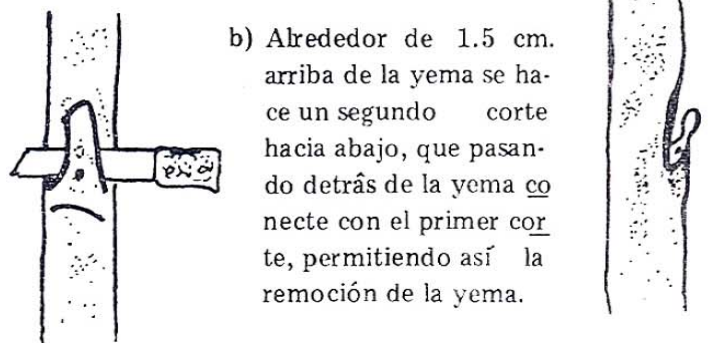 b) Alrededor de 1.5 cm.
arriba de la yema se ha-
ce un segundo corte
hacia abajo, que pasan-
do detrâs de la yema co
necte con el primer cor
te, permitiendo así la
remoción de la yema.